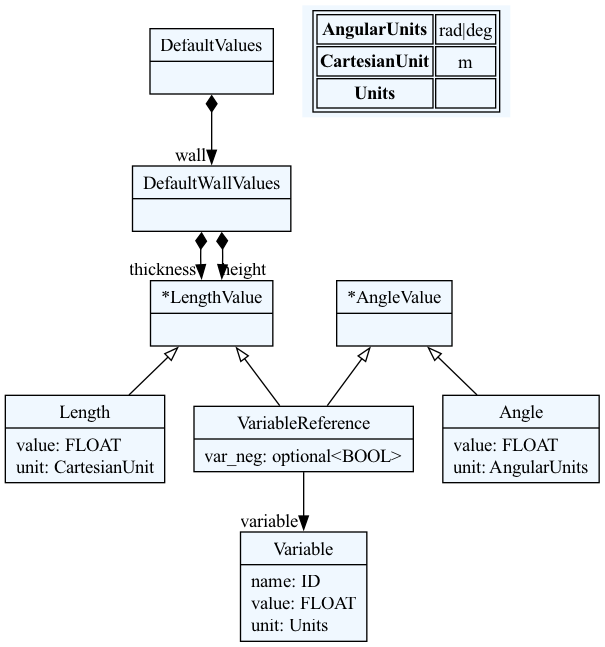 DefaultValues
AngularUnits rad|deg
CartesianUnit m
Units
wall
DefaultWallValues
thickness height
*LengthValue
*AngleValue
Length
value: FLOAT
unit: CartesianUnit
VariableReference
var_neg: optional<BOOL>
Angle
value: FLOAT
unit: AngularUnits
variable
Variable
name: ID
value: FLOAT
unit: Units